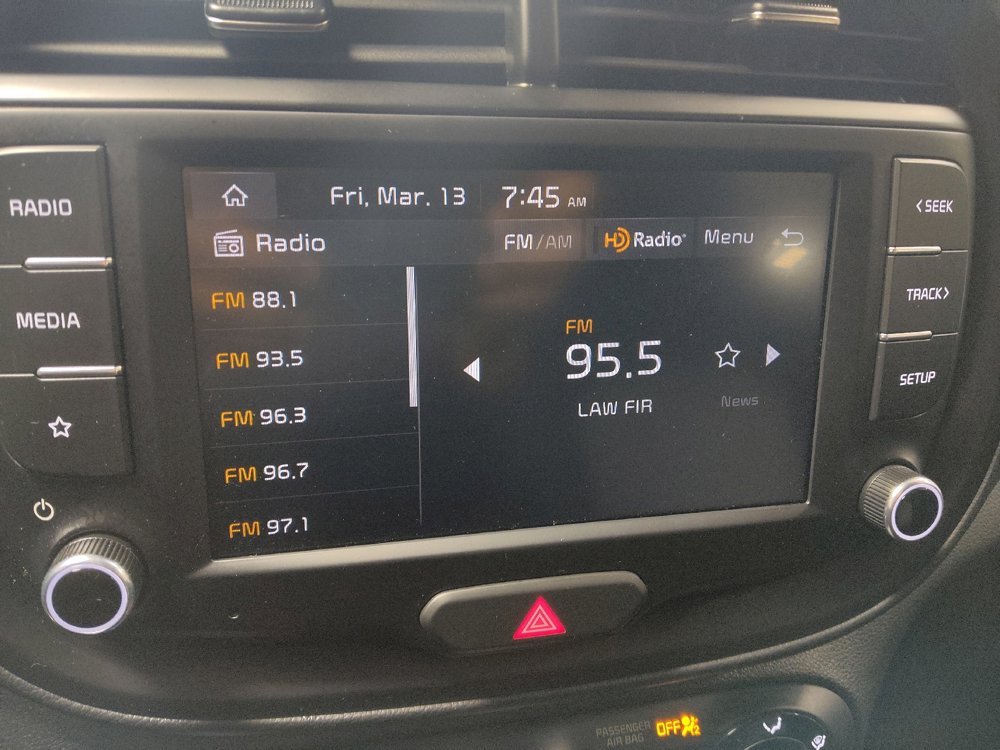 Fri, Mar. 13 7:45 AM
Radio FM/AM HD Radio Menu
RADIO
MEDIA
FM 88.1
FM 93.5
FM 96.3
FM 96.7
FM 97.1
FM
95.5
LAW FIR
News
< SEEK
TRACK >
SETUP
PASSENGER
AIR BAG
OFF 2